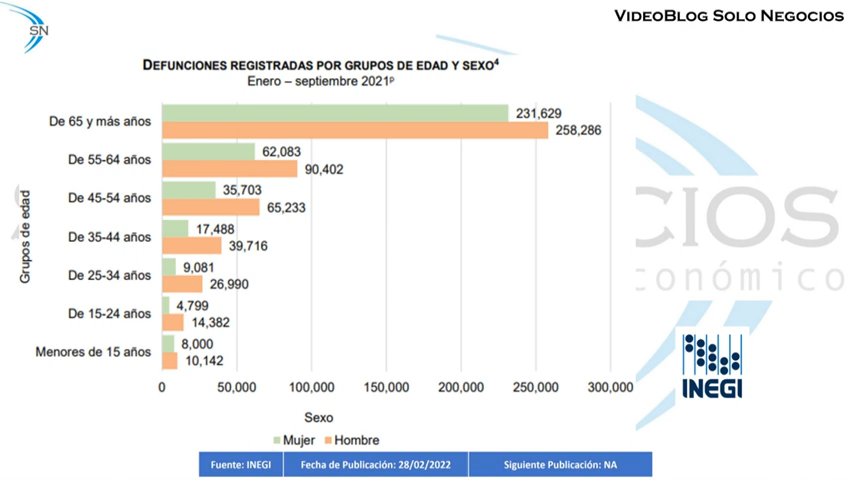 SN
VIDEOBLOG SOLO NEGOCIOS
DEFUNCIONES REGISTRADAS POR GRUPOS DE EDAD Y SEXO⁴
Enero – septiembre 2021ᵖ
Grupos de edad
De 65 y más años
231,629
258,286
De 55-64 años
62,083
90,402
De 45-54 años
35,703
65,233
De 35-44 años
17,488
39,716
De 25-34 años
9,081
26,990
De 15-24 años
4,799
14,382
Menores de 15 años
8,000
10,142
0 50,000 100,000 150,000 200,000 250,000 300,000
Sexo
Mujer Hombre
CIOS
conómico
INEGI
Fuente: INEGI Fecha de Publicación: 28/02/2022 Siguiente Publicación: NA